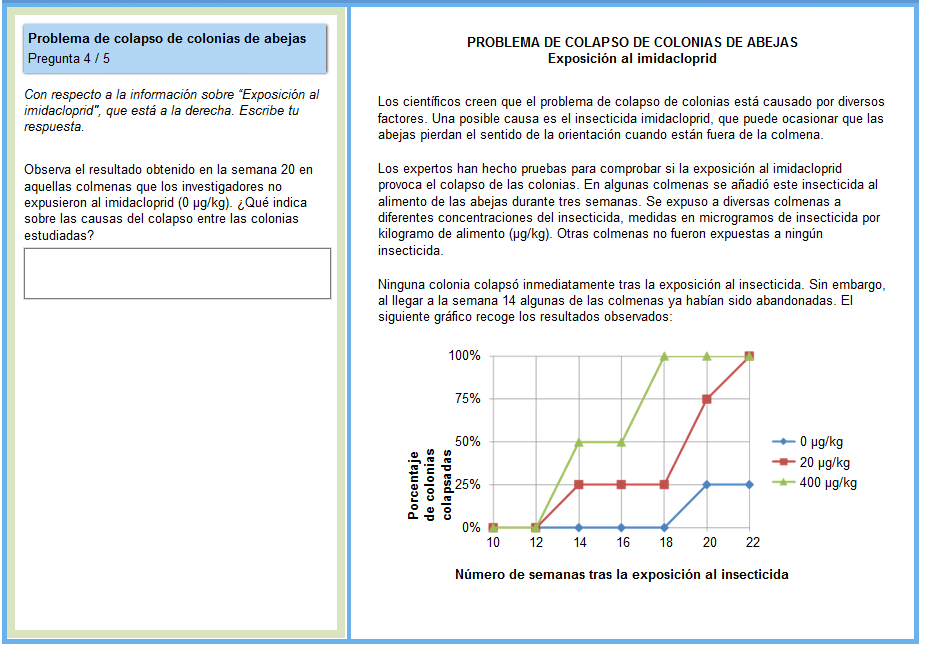 Problema de colapso de colonias de abejas
Pregunta 4 / 5
Con respecto a la información sobre "Exposición al
imidacloprid", que está a la derecha. Escribe tu
respuesta.
Observa el resultado obtenido en la semana 20 en
aquellas colmenas que los investigadores no
expusieron al imidacloprid (0 µg/kg). ¿Qué indica
sobre las causas del colapso entre las colonias
estudiadas?
PROBLEMA DE COLAPSO DE COLONIAS DE ABEJAS
Exposición al imidacloprid
Los científicos creen que el problema de colapso de colonias está causado por diversos
factores. Una posible causa es el insecticida imidacloprid, que puede ocasionar que las
abejas pierdan el sentido de la orientación cuando están fuera de la colmena.
Los expertos han hecho pruebas para comprobar si la exposición al imidacloprid
provoca el colapso de las colonias. En algunas colmenas se añadió este insecticida al
alimento de las abejas durante tres semanas. Se expuso a diversas colmenas a
diferentes concentraciones del insecticida, medidas en microgramos de insecticida por
kilogramo de alimento (µg/kg). Otras colmenas no fueron expuestas a ningún
insecticida.
Ninguna colonia colapsó inmediatamente tras la exposición al insecticida. Sin embargo,
al llegar a la semana 14 algunas de las colmenas ya habían sido abandonadas. El
siguiente gráfico recoge los resultados observados:
Porcentaje
de colonias
colapsadas
100%
75%
50%
25%
0%
10 12 14 16 18 20 22
0 µg/kg
20 µg/kg
400 µg/kg
Número de semanas tras la exposición al insecticida